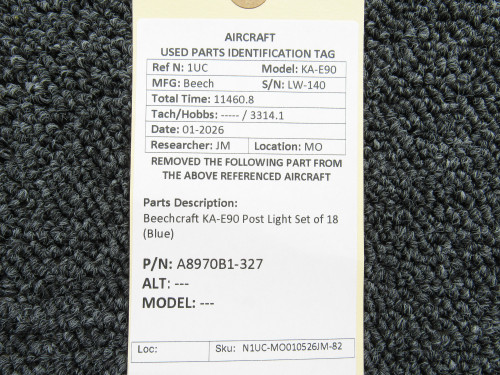 AIRCRAFT
USED PARTS IDENTIFICATION TAG
Ref N: 1UC Model: KA-E90
MFG: Beech S/N: LW-140
Total Time: 11460.8
Tach/Hobbs: ----- / 3314.1
Date: 01-2026
Researcher: JM Location: MO
REMOVED THE FOLLOWING PART FROM
THE ABOVE REFERENCED AIRCRAFT
Parts Description:
Beechcraft KA-E90 Post Light Set of 18
(Blue)
P/N: A8970B1-327
ALT: ---
MODEL: ---
Loc: Sku: N1UC-MO010526JM-82